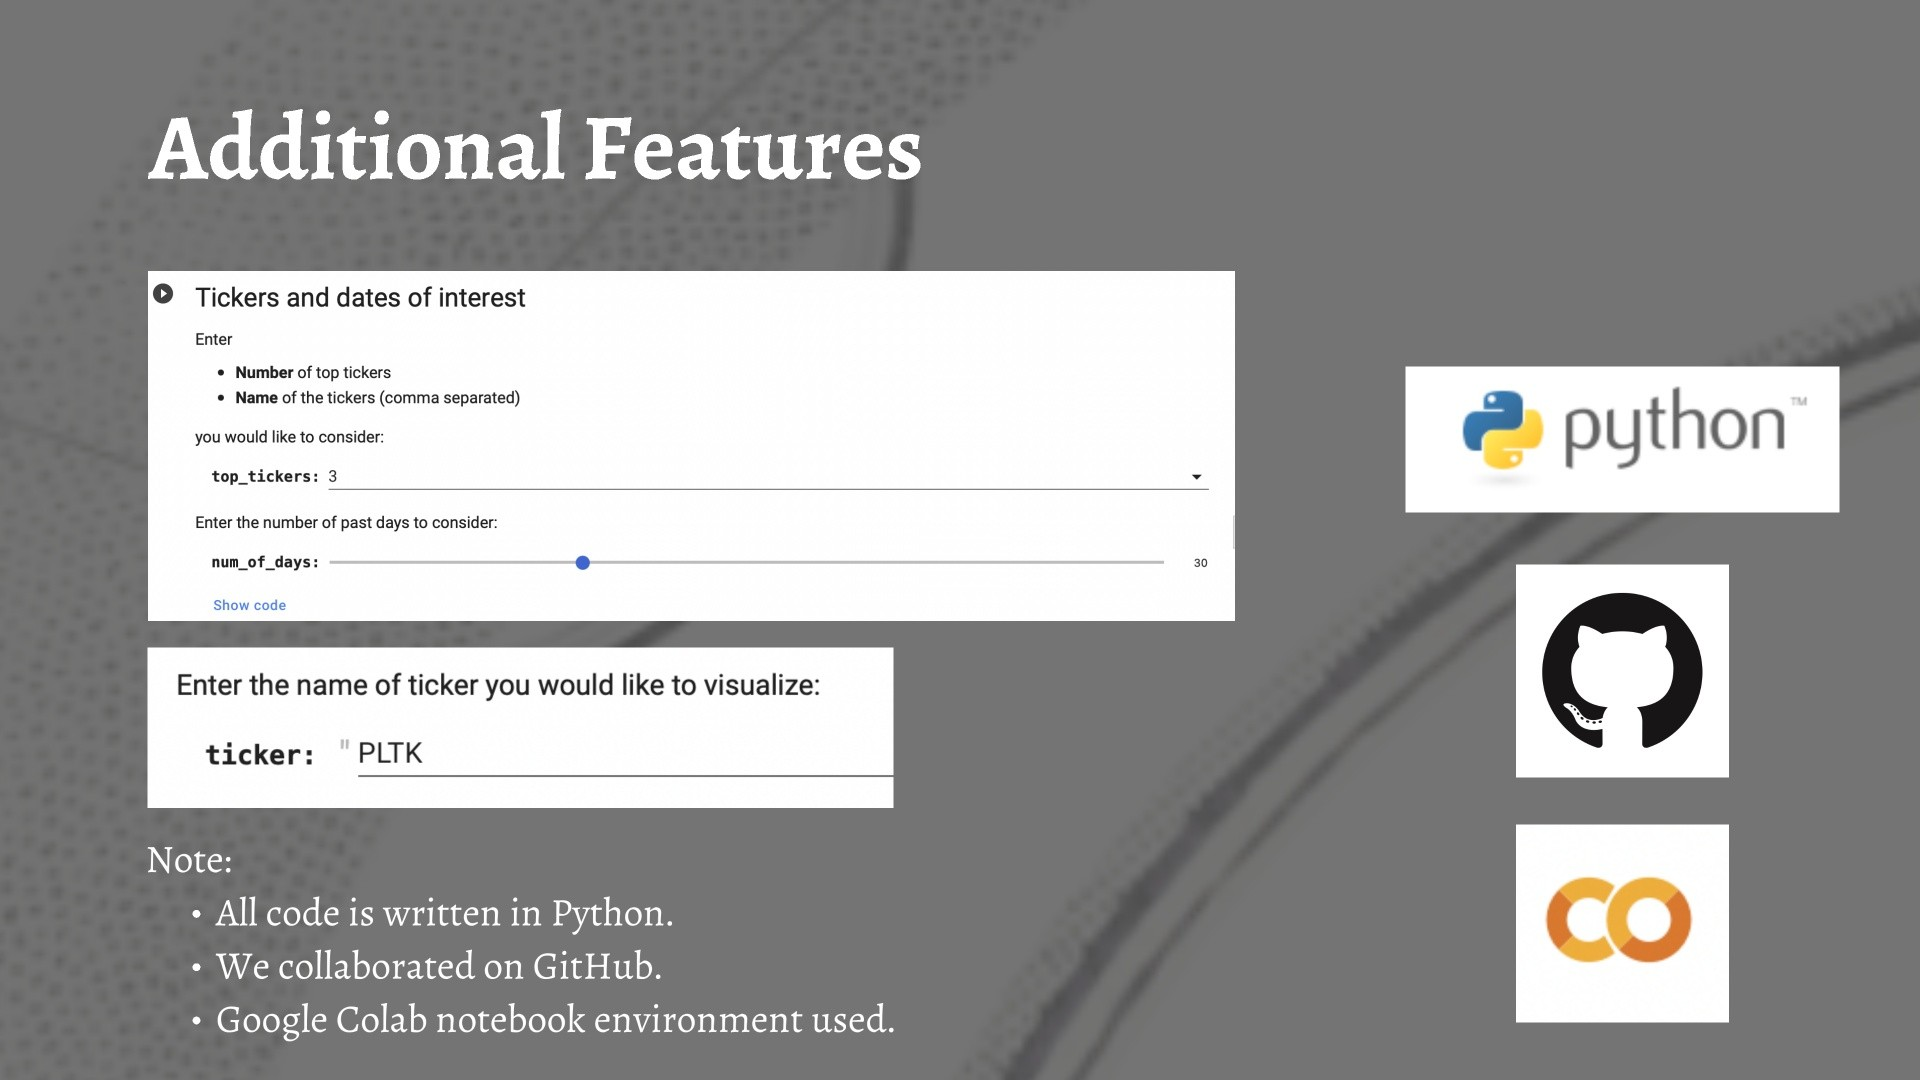 Additional Features
Tickers and dates of interest
Enter
• Number of top tickers
• Name of the tickers (comma separated)
you would like to consider:
top_tickers: 3
Enter the number of past days to consider:
num_of_days: 30
Show code
Enter the name of ticker you would like to visualize:
ticker: " PLTK
Note:
• All code is written in Python.
• We collaborated on GitHub.
• Google Colab notebook environment used.
python™